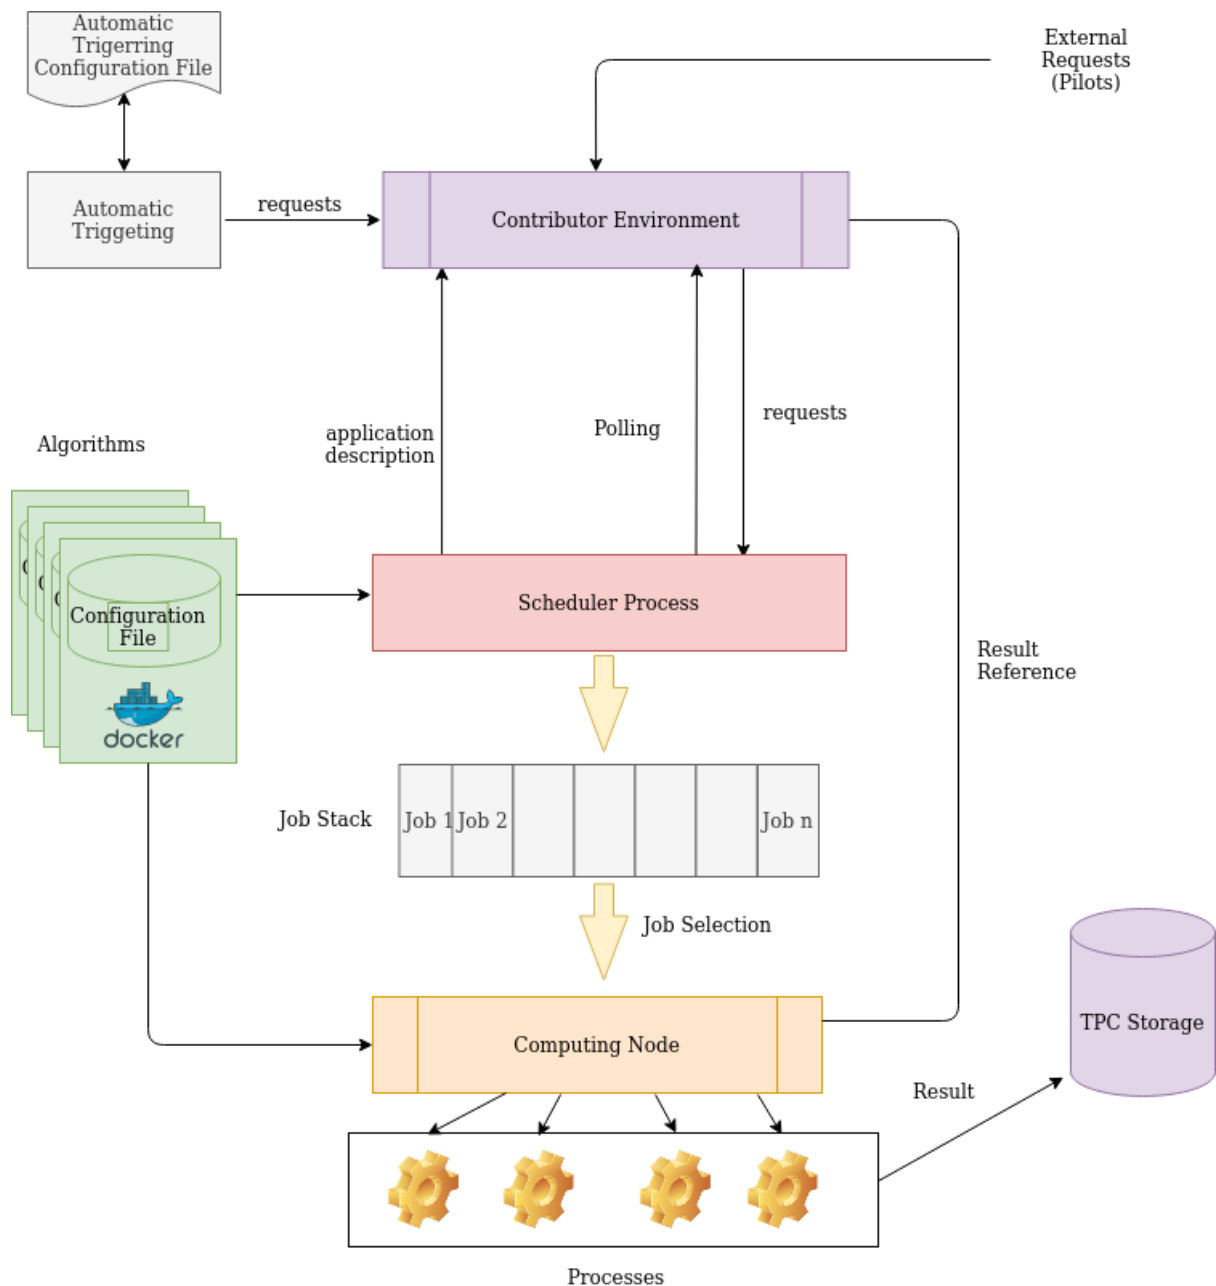 Automatic
Trigerring
Configuration File
External
Requests
(Pilots)
Automatic
Triggeting
requests
Contributor Environment
application
description
Polling
requests
Algorithms
C
C
C
Configuration
File
docker
Scheduler Process
Result
Reference
Job Stack
Job 1
Job 2
Job n
Job Selection
TPC Storage
Computing Node
Result
Processes